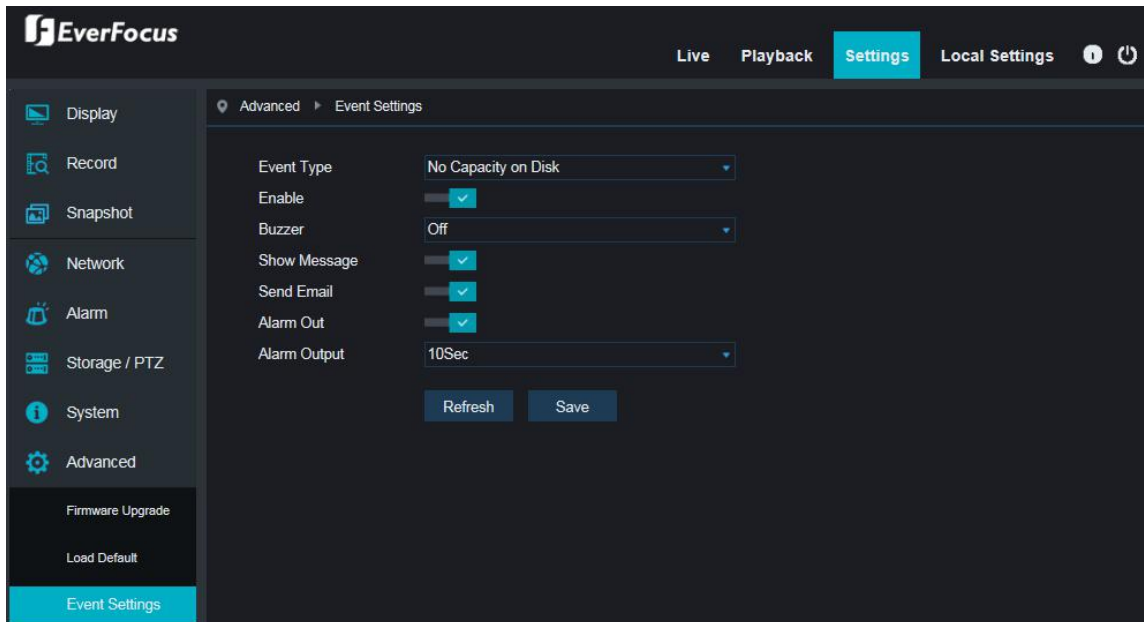 EverFocus
Live Playback Settings Local Settings
Display
Record
Snapshot
Network
Alarm
Storage / PTZ
System
Advanced
Firmware Upgrade
Load Default
Event Settings
Advanced Event Settings
Event Type No Capacity on Disk
Enable
Buzzer Off
Show Message
Send Email
Alarm Out
Alarm Output 10Sec
Refresh Save